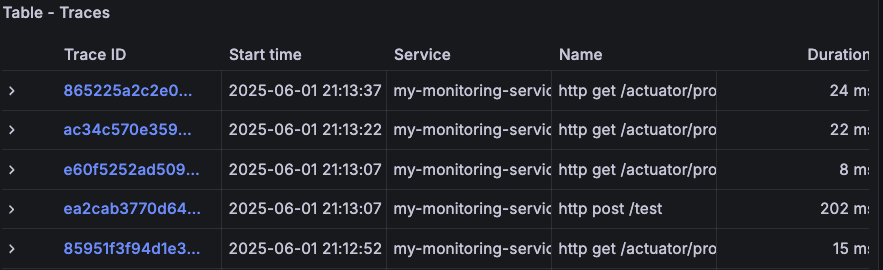 Table - Traces
Trace ID Start time Service Name Duration
865225a2c2e0... 2025-06-01 21:13:37 my-monitoring-servic http get /actuator/pro 24 ms
ac34c570e359... 2025-06-01 21:13:22 my-monitoring-servic http get /actuator/pro 22 ms
e60f5252ad509... 2025-06-01 21:13:07 my-monitoring-servic http get /actuator/pro 8 ms
ea2cab3770d64... 2025-06-01 21:13:07 my-monitoring-servic http post /test 202 ms
85951f3f94d1e3... 2025-06-01 21:12:52 my-monitoring-servic http get /actuator/pro 15 ms